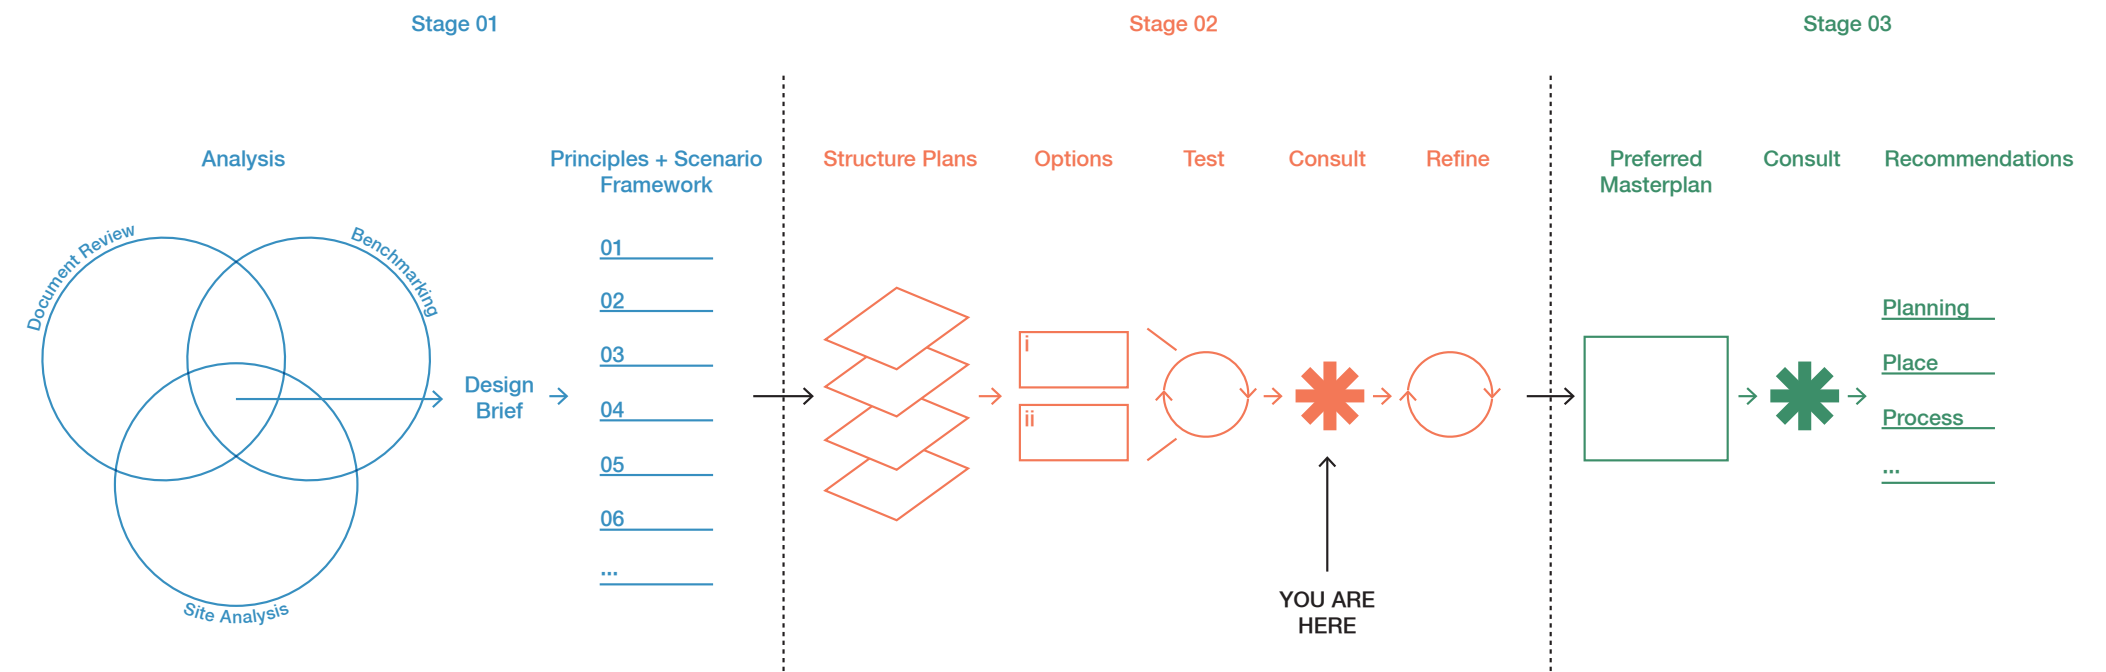 Stage 01
Stage 02
Stage 03
Analysis
Principles + Scenario
Framework
Structure Plans
Options
Test
Consult
Refine
Preferred
Masterplan
Consult
Recommendations
Document Review
Benchmarking
Site Analysis
Design
Brief
01
02
03
04
05
06
...
i
ii
YOU ARE
HERE
Planning
Place
Process
...